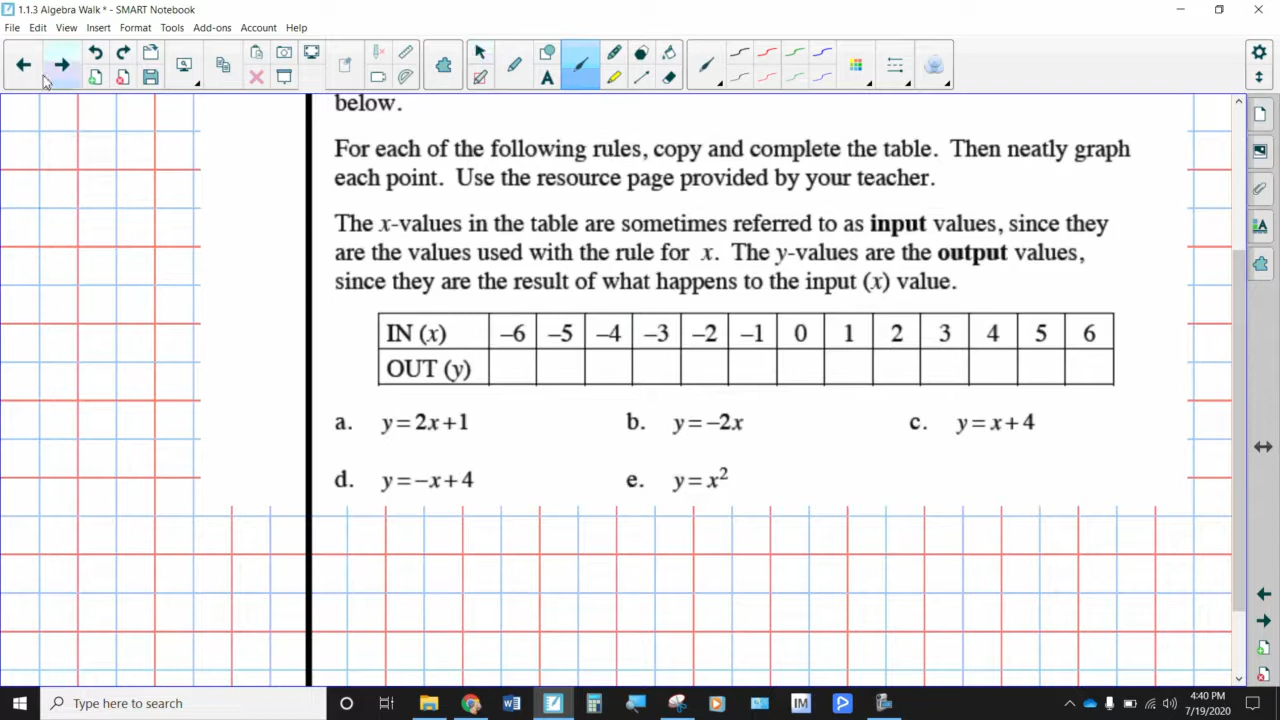 1.1.3 Algebra Walk * - SMART Notebook
File Edit View Insert Format Tools Add-ons Account Help
below.
For each of the following rules, copy and complete the table. Then neatly graph
each point. Use the resource page provided by your teacher.
The x-values in the table are sometimes referred to as input values, since they
are the values used with the rule for x. The y-values are the output values,
since they are the result of what happens to the input (x) value.
IN (x) –6 –5 –4 –3 –2 –1 0 1 2 3 4 5 6
OUT (y)
a. y=2x+1 b. y=–2x c. y=x+4
d. y=–x+4 e. y=x²
Type here to search
4:40 PM
7/19/2020